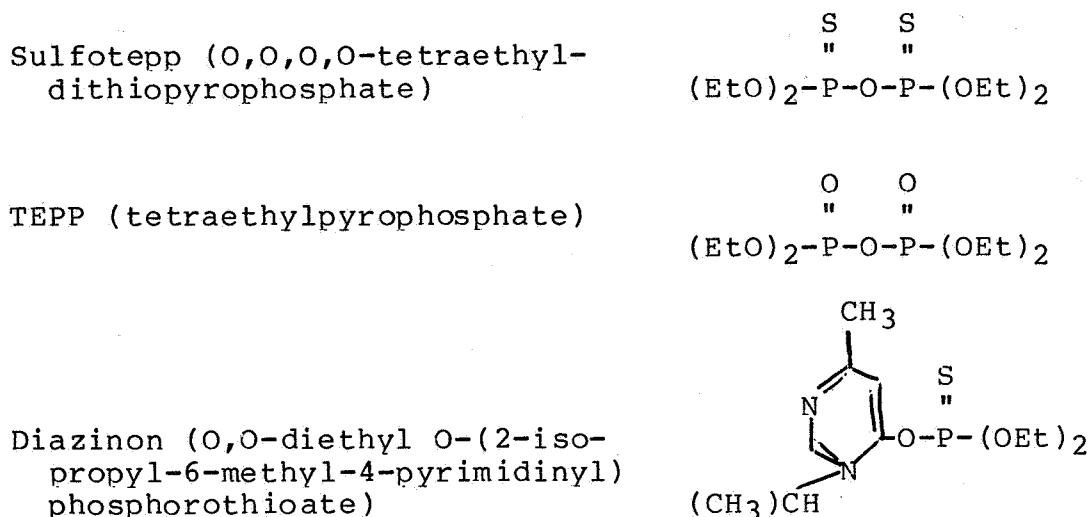 S S
Sulfotepp (O,O,O,O-tetraethyl-
" "
dithiopyrophosphate) (EtO)2-P-O-P-(OEt)2
O O
TEPP (tetraethylpyrophosphate)
" "
(EtO)2-P-O-P-(OEt)2
CH3
S
N "
Diazinon (O,O-diethyl O-(2-iso- O-P-(OEt)2
propyl-6-methyl-4-pyrimidinyl) N
phosphorothioate) (CH3)CH